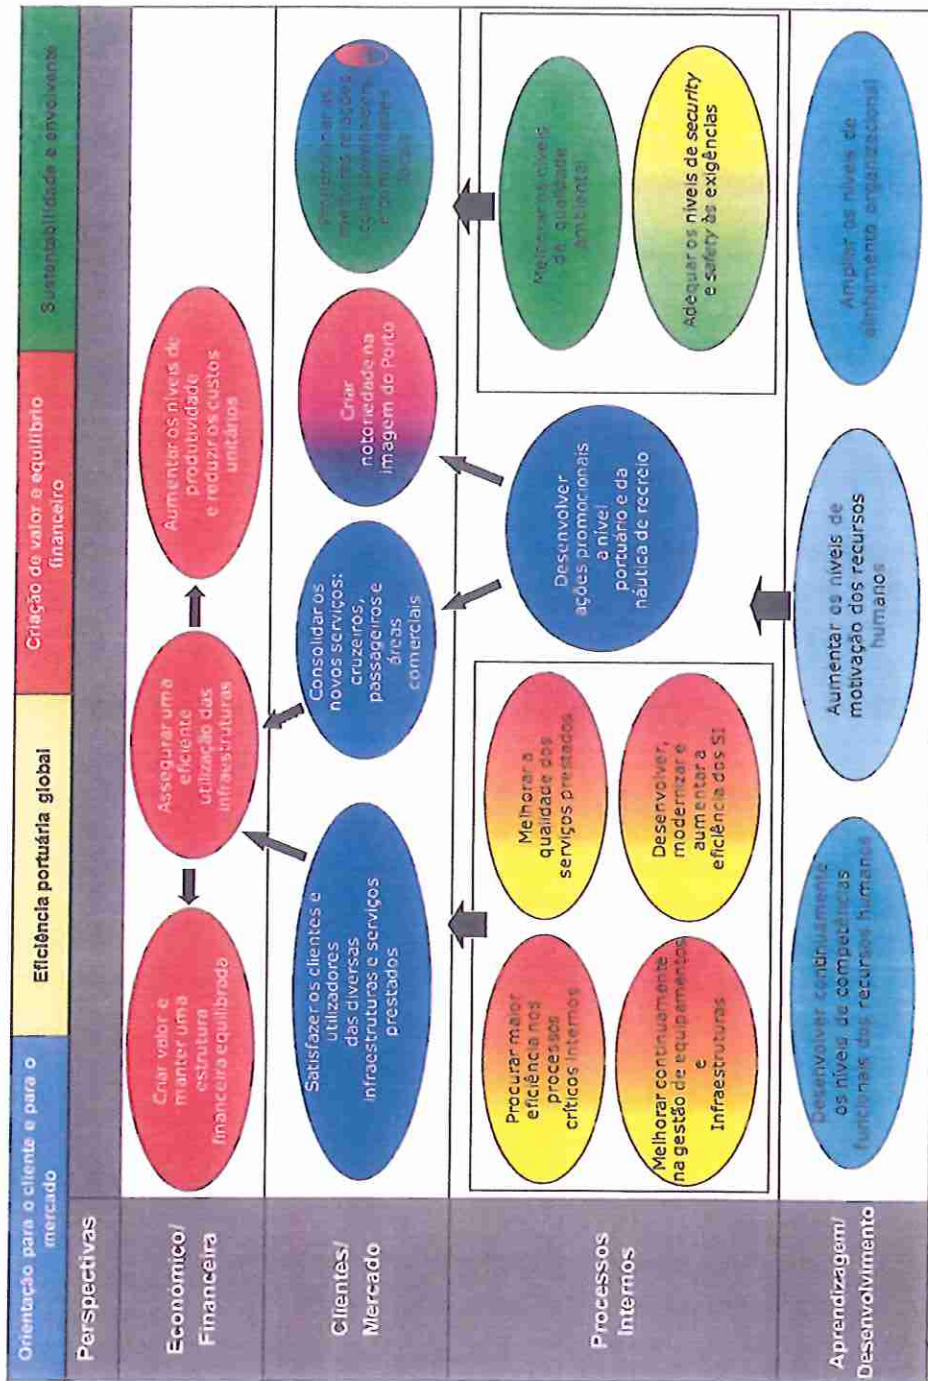 Orientação para o cliente e para o
mercado
Eficiência portuária global
Criação de valor e equilíbrio
financeiro
Sustentabilidade e envolvente
Perspectivas
Económico/
Financeira
Criar valor e
manter uma
estrutura
financeira equilibrada
Assegurar uma
eficiente
utilização das
infraestruturas
Aumentar os níveis de
produtividade
e reduzir os custos
unitários
Clientes/
Mercado
Satisfazer os clientes e
utilizadores
das diversas
infraestruturas e serviços
prestados
Consolidar os
novos serviços:
cruzeiros,
passageiros e
áreas
comerciais
Criar
notoriedade na
imagem do Porto
melhores relações
comunidades
locais
Processos
Internos
Procurar maior
eficiência nos
processos
críticos internos
Melhorar a
qualidade dos
serviços prestados
Melhorar continuamente
na gestão de equipamentos
e
Infraestruturas
Desenvolver,
modernizar e
aumentar a
eficiência dos SI
Desenvolver
ações promocionais
a nível
portuário e da
náutica de recreio
Melhorar os níveis
de qualidade
ambiental
Adequar os níveis de security
e safety às exigências
Aprendizagem/
Desenvolvimento
Desenvolver continuamente
os níveis de competências
funcionais dos recursos humanos
Aumentar os níveis de
motivação dos recursos
humanos
Ampliar os níveis de
alinhamento organizacional